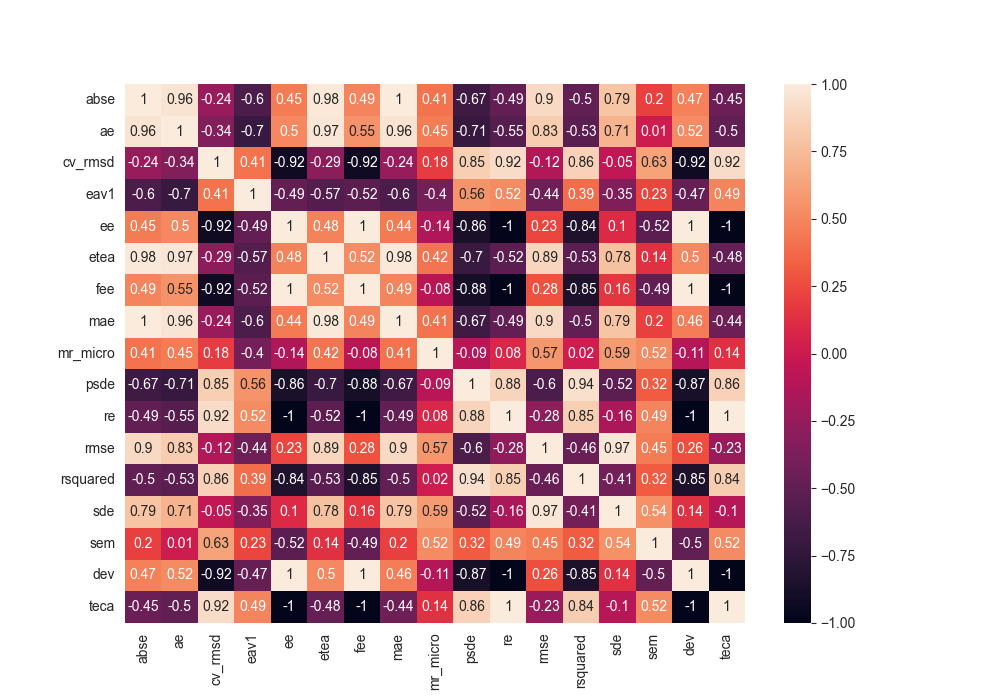 abse 1 0.96 -0.24 -0.6 0.45 0.98 0.49 1 0.41 -0.67 -0.49 0.9 -0.5 0.79 0.2 0.47 -0.45
ae 0.96 1 -0.34 -0.7 0.5 0.97 0.55 0.96 0.45 -0.71 -0.55 0.83 -0.53 0.71 0.01 0.52 -0.5
cv_rmsd -0.24 -0.34 1 0.41 -0.92 -0.29 -0.92 -0.24 0.18 0.85 0.92 -0.12 0.86 -0.05 0.63 -0.92 0.92
eav1 -0.6 -0.7 0.41 1 -0.49 -0.57 -0.52 -0.6 -0.4 0.56 0.52 -0.44 0.39 -0.35 0.23 -0.47 0.49
ee 0.45 0.5 -0.92 -0.49 1 0.48 1 0.44 -0.14 -0.86 -1 0.23 -0.84 0.1 -0.52 1 -1
etea 0.98 0.97 -0.29 -0.57 0.48 1 0.52 0.98 0.42 -0.7 -0.52 0.89 -0.53 0.78 0.14 0.5 -0.48
fee 0.49 0.55 -0.92 -0.52 1 0.52 1 0.49 -0.08 -0.88 -1 0.28 -0.85 0.16 -0.49 1 -1
mae 1 0.96 -0.24 -0.6 0.44 0.98 0.49 1 0.41 -0.67 -0.49 0.9 -0.5 0.79 0.2 0.46 -0.44
mr_micro 0.41 0.45 0.18 -0.4 -0.14 0.42 -0.08 0.41 1 -0.09 0.08 0.57 0.02 0.59 0.52 -0.11 0.14
psde -0.67 -0.71 0.85 0.56 -0.86 -0.7 -0.88 -0.67 -0.09 1 0.88 -0.6 0.94 -0.52 0.32 -0.87 0.86
re -0.49 -0.55 0.92 0.52 -1 -0.52 -1 -0.49 0.08 0.88 1 -0.28 0.85 -0.16 0.49 -1 1
rmse 0.9 0.83 -0.12 -0.44 0.23 0.89 0.28 0.9 0.57 -0.6 -0.28 1 -0.46 0.97 0.45 0.26 -0.23
rsquared -0.5 -0.53 0.86 0.39 -0.84 -0.53 -0.85 -0.5 0.02 0.94 0.85 -0.46 1 -0.41 0.32 -0.85 0.84
sde 0.79 0.71 -0.05 -0.35 0.1 0.78 0.16 0.79 0.59 -0.52 -0.16 0.97 -0.41 1 0.54 0.14 -0.1
sem 0.2 0.01 0.63 0.23 -0.52 0.14 -0.49 0.2 0.52 0.32 0.49 0.45 0.32 0.54 1 -0.5 0.52
dev 0.47 0.52 -0.92 -0.47 1 0.5 1 0.46 -0.11 -0.87 -1 0.26 -0.85 0.14 -0.5 1 -1
teca -0.45 -0.5 0.92 0.49 -1 -0.48 -1 -0.44 0.14 0.86 1 -0.23 0.84 -0.1 0.52 -1 1
abse ae cv_rmsd eav1 ee etea fee mae mr_micro psde re rmse rsquared sde sem dev teca
1.00
0.75
0.50
0.25
0.00
−0.25
−0.50
−0.75
−1.00